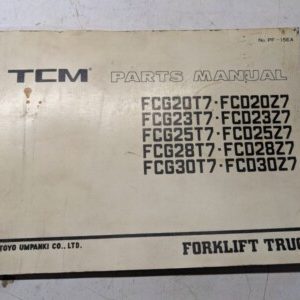 No. PF-156A
TCM PARTS MANUAL
FCG20T7·FCD20Z7
FCG23T7·FCD23Z7
FCG25T7·FCD25Z7
FCG28T7·FCD28Z7
FCG30T7·FCD30Z7
TOYO UMPANKI CO., LTD. FORKLIFT TRUC